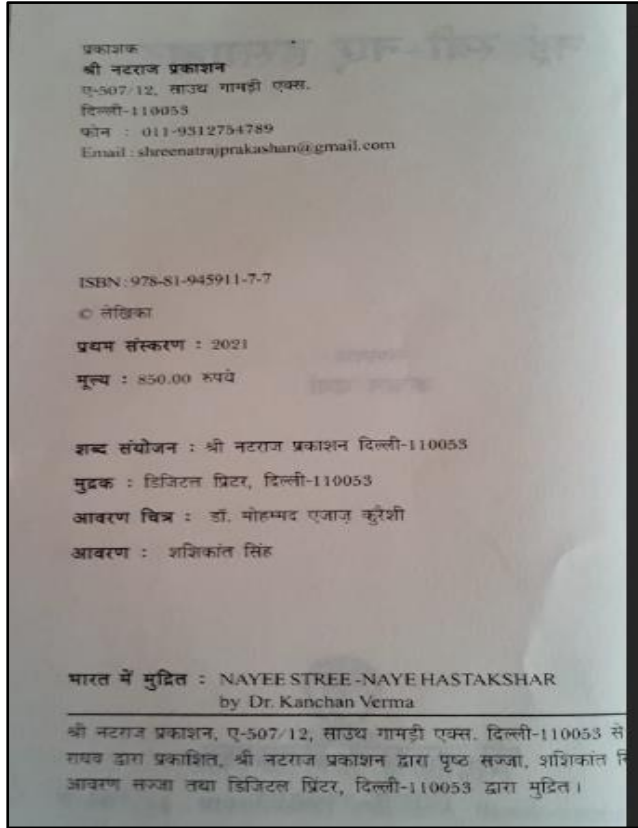 प्रकाशक
श्री नटराज प्रकाशन
ए-507/12, साउथ गामड़ी एक्स.
दिल्ली-110053
फोन : 011-9312754789
Email : shreenatrajprakashan@gmail.com
ISBN : 978-81-945911-7-7
© लेखिका
प्रथम संस्करण : 2021
मूल्य : 850.00 रुपये
शब्द संयोजन : श्री नटराज प्रकाशन दिल्ली-110053
मुद्रक : डिजिटल प्रिंटर, दिल्ली-110053
आवरण चित्र : डॉ. मोहम्मद एजाज़ कुरैशी
आवरण : शशिकांत सिंह
भारत में मुद्रित : NAYEE STREE -NAYE HASTAKSHAR
by Dr. Kanchan Verma
श्री नटराज प्रकाशन, ए-507/12, साउथ गामड़ी एक्स. दिल्ली-110053 से
राघव द्वारा प्रकाशित, श्री नटराज प्रकाशन द्वारा पृष्ठ सज्जा, शशिकांत
आवरण सज्जा तथा डिजिटल प्रिंटर, दिल्ली-110053 द्वारा मुद्रित।